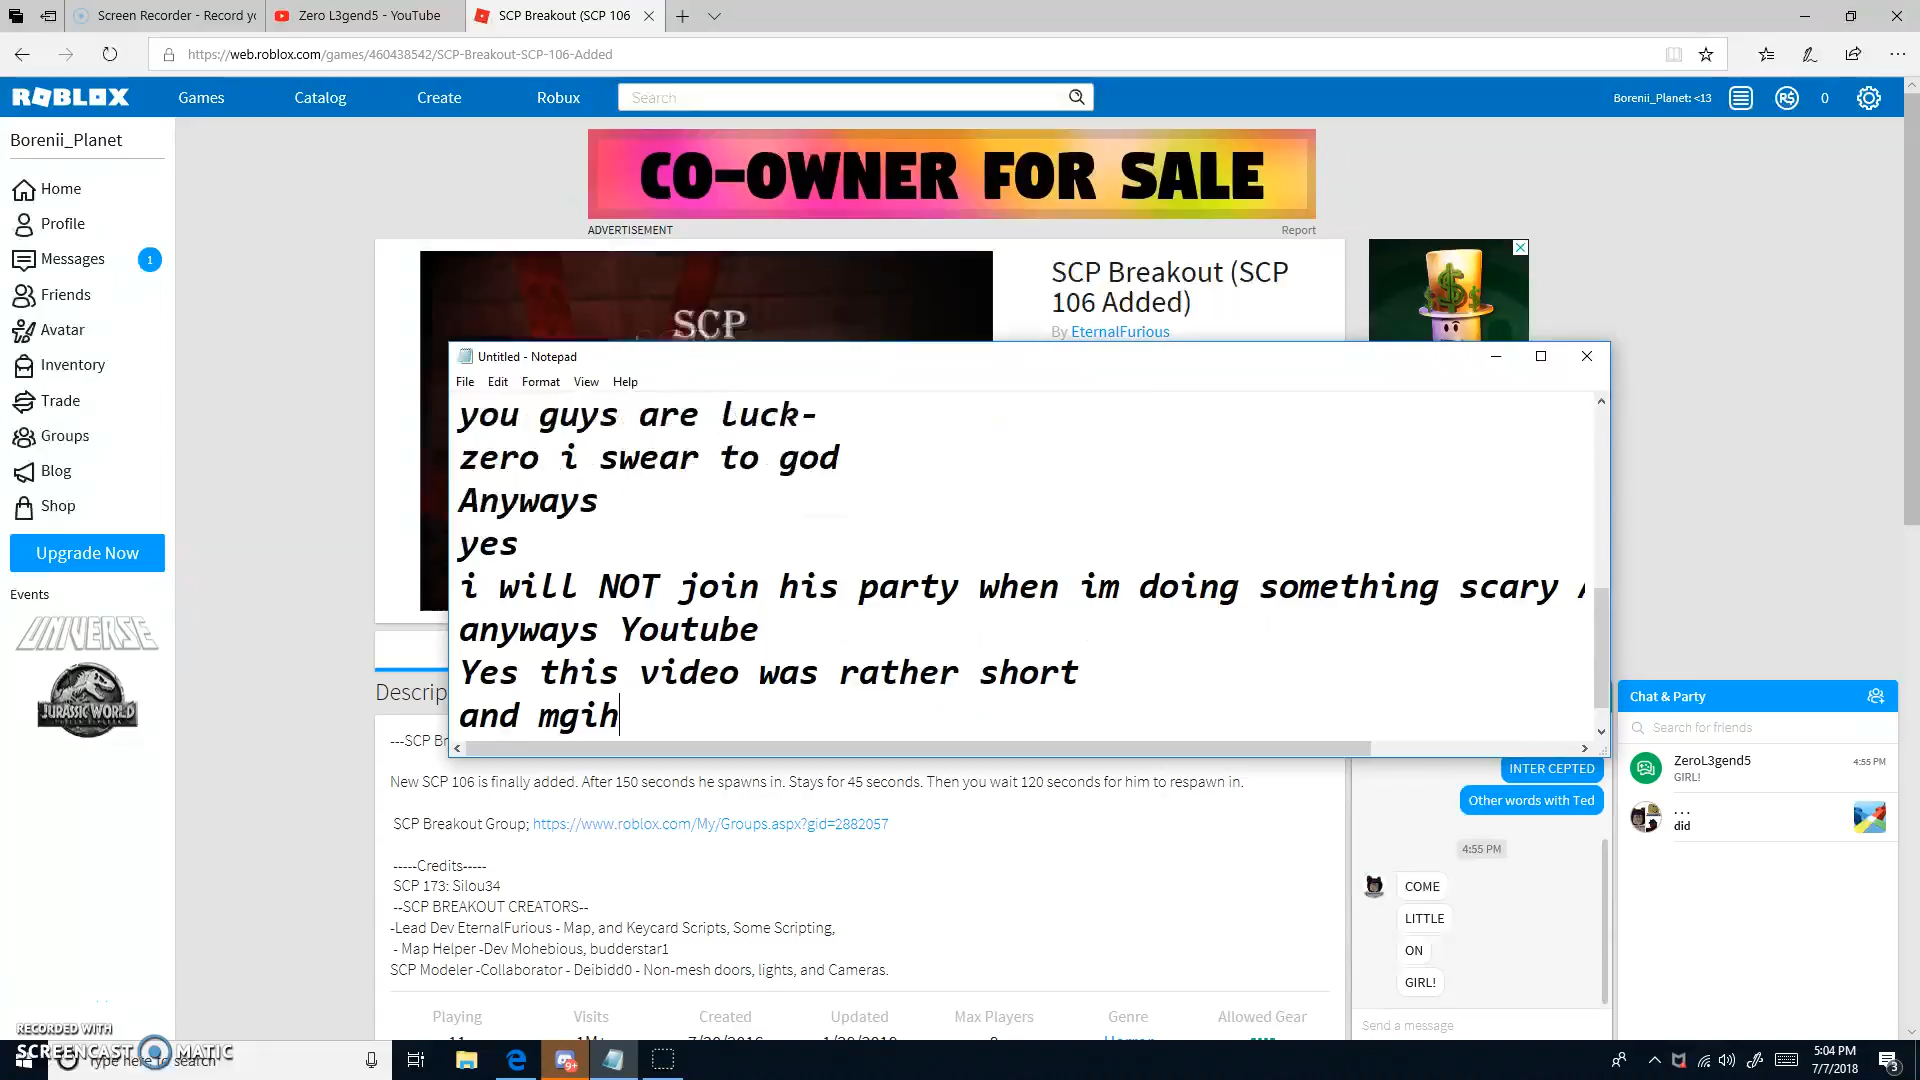 Screen Recorder - Record yo
Zero L3gend5 - YouTube
SCP Breakout (SCP 106
https://web.roblox.com/games/460438542/SCP-Breakout-SCP-106-Added
ROBLOX
Games
Catalog
Create
Robux
Search
Borenii_Planet: <13
0
Borenii_Planet
Home
Profile
Messages
1
Friends
Avatar
Inventory
Trade
Groups
Blog
Shop
Upgrade Now
Events
UNIVERSE
JURASSIC WORLD
CO-OWNER FOR SALE
ADVERTISEMENT
Report
SCP
SCP Breakout (SCP
106 Added)
By EternalFurious
Untitled - Notepad
File Edit Format View Help
you guys are luck-
zero i swear to god
Anyways
yes
i will NOT join his party when im doing something scary
anyways Youtube
Yes this video was rather short
and mgih
Descrip
---SCP Br
New SCP 106 is finally added. After 150 seconds he spawns in. Stays for 45 seconds. Then you wait 120 seconds for him to respawn in.
SCP Breakout Group; https://www.roblox.com/My/Groups.aspx?gid=2882057
-----Credits-----
SCP 173: Silou34
--SCP BREAKOUT CREATORS--
-Lead Dev EternalFurious - Map, and Keycard Scripts, Some Scripting,
- Map Helper -Dev Mohebious, budderstar1
SCP Modeler -Collaborator - Deibidd0 - Non-mesh doors, lights, and Cameras.
Playing
Visits
Created
Updated
Max Players
Genre
Allowed Gear
INTER CEPTED
Other words with Ted
4:55 PM
COME
LITTLE
ON
GIRL!
Send a message
Chat & Party
Search for friends
ZeroL3gend5
4:55 PM
GIRL!
. . .
did
RECORDED WITH
SCREENCAST MATIC
Type here to search
5:04 PM
7/7/2018
3